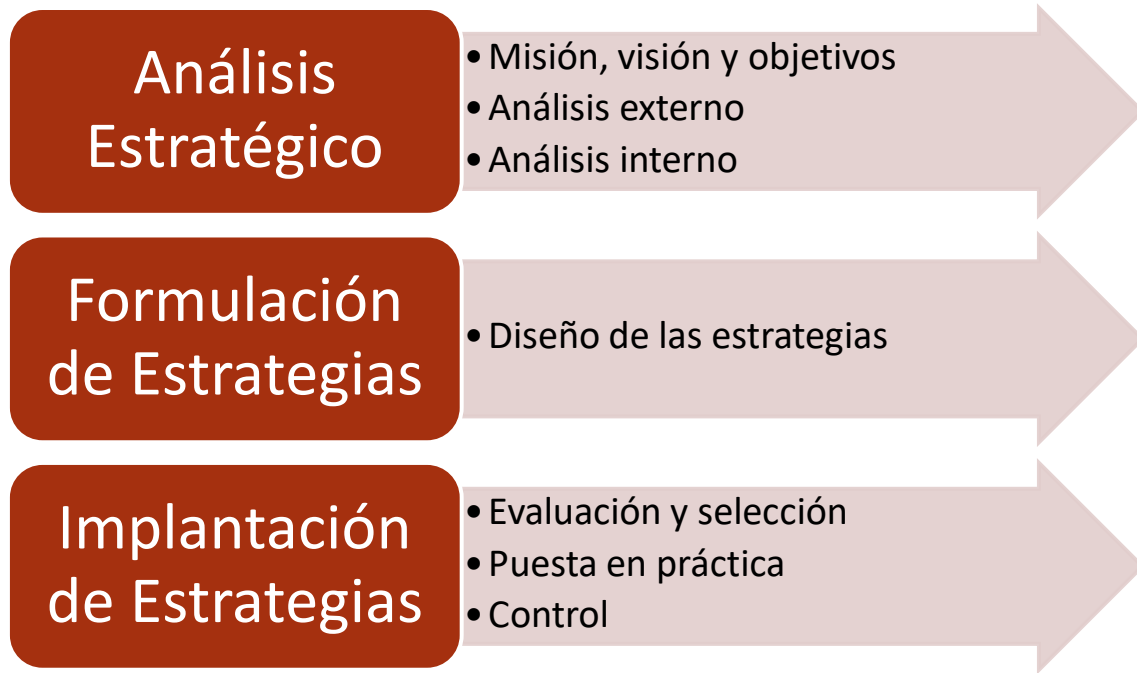 Análisis
Estratégico
• Misión, visión y objetivos
• Análisis externo
• Análisis interno
Formulación
de Estrategias
• Diseño de las estrategias
Implantación
de Estrategias
• Evaluación y selección
• Puesta en práctica
• Control